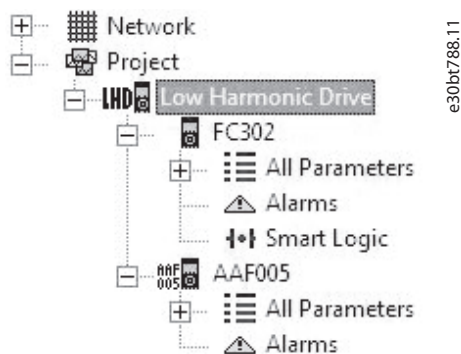 Network
Project
LHD Low Harmonic Drive
FC302
All Parameters
Alarms
Smart Logic
AAF
005 AAF005
All Parameters
Alarms
e30bt788.11